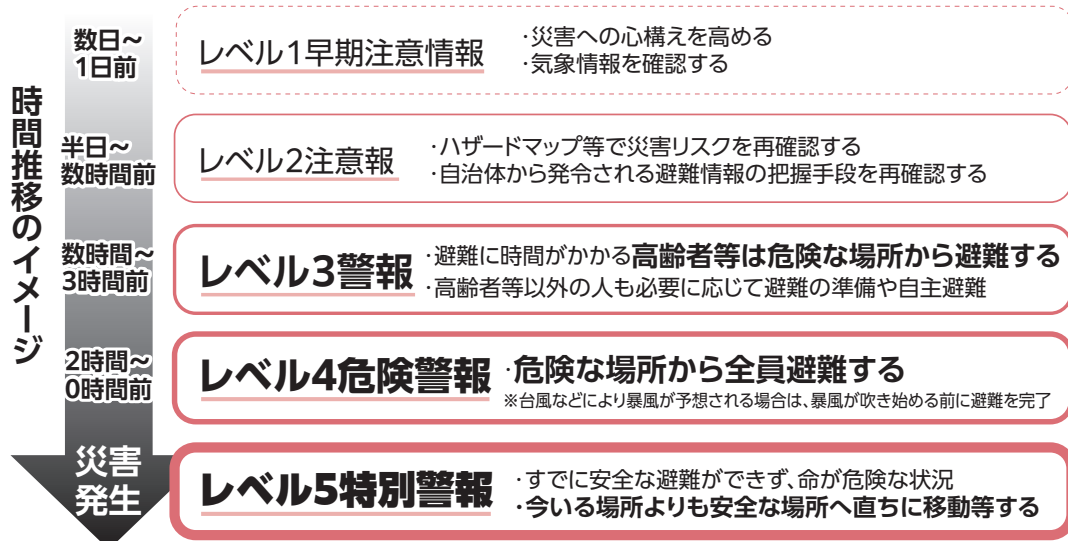 時間推移のイメージ
数日～
1日前
レベル1早期注意情報
・災害への心構えを高める
・気象情報を確認する
半日～
数時間前
レベル2注意報
・ハザードマップ等で災害リスクを再確認する
・自治体から発令される避難情報の把握手段を再確認する
数時間～
3時間前
レベル3警報
・避難に時間がかかる高齢者等は危険な場所から避難する
・高齢者等以外の人も必要に応じて避難の準備や自主避難
2時間～
0時間前
レベル4危険警報
・危険な場所から全員避難する
※台風などにより暴風が予想される場合は、暴風が吹き始める前に避難を完了
災害
発生
レベル5特別警報
・すでに安全な避難ができず、命が危険な状況
・今いる場所よりも安全な場所へ直ちに移動等する